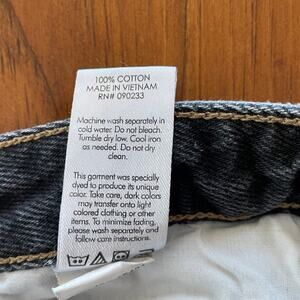 100% COTTON
MADE IN VIETNAM
RN# 090233
Machine wash separately in
cold water. Do not bleach.
Tumble dry low. Cool iron
as needed. Do not dry
clean.
This garment was specially
dyed to produce its unique
color. Take care, dark colors
may transfer onto light
colored clothing or other
items. To minimize fading,
please wash separately and
follow care instructions.